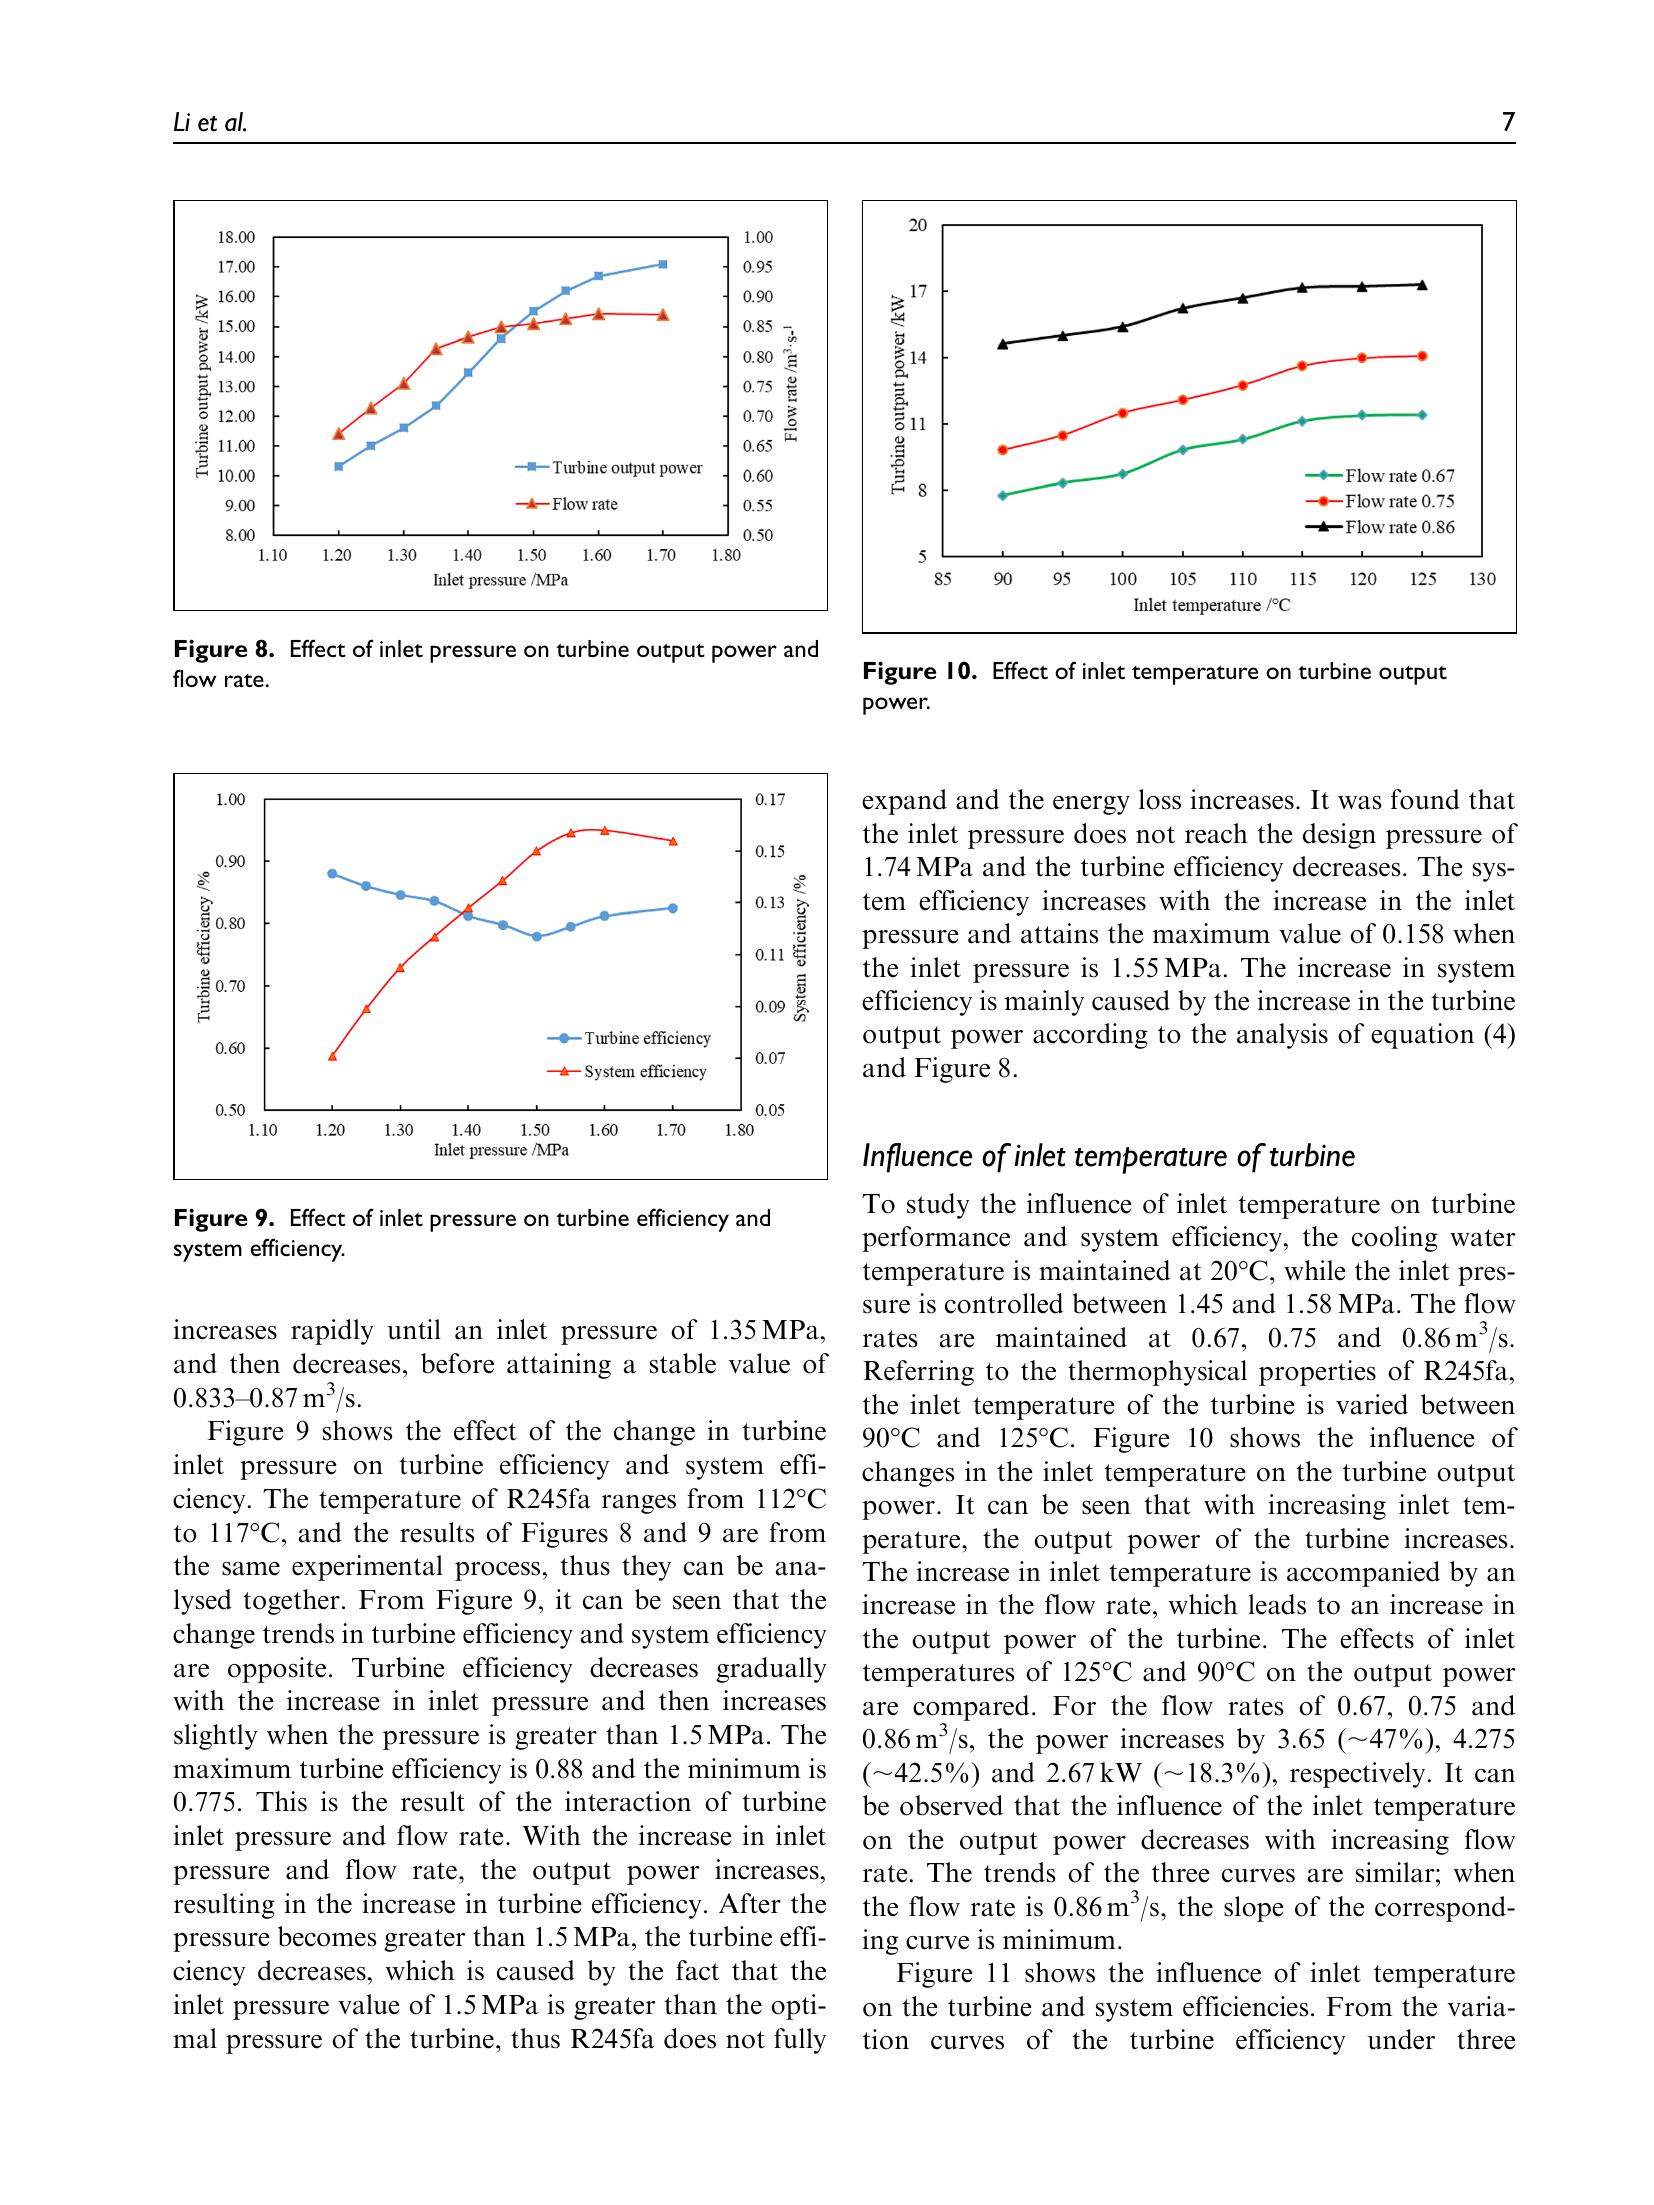 Li et al.
7
18.00
17.00
16.00
15.00
14.00
13.00
12.00
11.00
10.00
9.00
8.00
Turbine output power /kW
1.00
0.95
0.90
0.85
0.80
0.75
0.70
0.65
0.60
0.55
0.50
Flow rate /m³·s-¹
Turbine output power
Flow rate
1.10 1.20 1.30 1.40 1.50 1.60 1.70 1.80
Inlet pressure /MPa
Figure 8. Effect of inlet pressure on turbine output power and
flow rate.
1.00
0.90
0.80
0.70
0.60
0.50
Turbine efficiency /%
0.17
0.15
0.13
0.11
0.09
0.07
0.05
System efficiency /%
Turbine efficiency
System efficiency
1.10 1.20 1.30 1.40 1.50 1.60 1.70 1.80
Inlet pressure /MPa
Figure 9. Effect of inlet pressure on turbine efficiency and
system efficiency.
increases rapidly until an inlet pressure of 1.35 MPa,
and then decreases, before attaining a stable value of
0.833–0.87 m³/s.
Figure 9 shows the effect of the change in turbine
inlet pressure on turbine efficiency and system effi-
ciency. The temperature of R245fa ranges from 112°C
to 117°C, and the results of Figures 8 and 9 are from
the same experimental process, thus they can be ana-
lysed together. From Figure 9, it can be seen that the
change trends in turbine efficiency and system efficiency
are opposite. Turbine efficiency decreases gradually
with the increase in inlet pressure and then increases
slightly when the pressure is greater than 1.5 MPa. The
maximum turbine efficiency is 0.88 and the minimum is
0.775. This is the result of the interaction of turbine
inlet pressure and flow rate. With the increase in inlet
pressure and flow rate, the output power increases,
resulting in the increase in turbine efficiency. After the
pressure becomes greater than 1.5 MPa, the turbine effi-
ciency decreases, which is caused by the fact that the
inlet pressure value of 1.5 MPa is greater than the opti-
mal pressure of the turbine, thus R245fa does not fully
20
17
14
11
8
5
Turbine output power /kW
Flow rate 0.67
Flow rate 0.75
Flow rate 0.86
85 90 95 100 105 110 115 120 125 130
Inlet temperature /°C
Figure 10. Effect of inlet temperature on turbine output
power.
expand and the energy loss increases. It was found that
the inlet pressure does not reach the design pressure of
1.74 MPa and the turbine efficiency decreases. The sys-
tem efficiency increases with the increase in the inlet
pressure and attains the maximum value of 0.158 when
the inlet pressure is 1.55 MPa. The increase in system
efficiency is mainly caused by the increase in the turbine
output power according to the analysis of equation (4)
and Figure 8.
Influence of inlet temperature of turbine
To study the influence of inlet temperature on turbine
performance and system efficiency, the cooling water
temperature is maintained at 20°C, while the inlet pres-
sure is controlled between 1.45 and 1.58 MPa. The flow
rates are maintained at 0.67, 0.75 and 0.86 m³/s.
Referring to the thermophysical properties of R245fa,
the inlet temperature of the turbine is varied between
90°C and 125°C. Figure 10 shows the influence of
changes in the inlet temperature on the turbine output
power. It can be seen that with increasing inlet tem-
perature, the output power of the turbine increases.
The increase in inlet temperature is accompanied by an
increase in the flow rate, which leads to an increase in
the output power of the turbine. The effects of inlet
temperatures of 125°C and 90°C on the output power
are compared. For the flow rates of 0.67, 0.75 and
0.86 m³/s, the power increases by 3.65 (~47%), 4.275
(~42.5%) and 2.67 kW (~18.3%), respectively. It can
be observed that the influence of the inlet temperature
on the output power decreases with increasing flow
rate. The trends of the three curves are similar; when
the flow rate is 0.86 m³/s, the slope of the correspond-
ing curve is minimum.
Figure 11 shows the influence of inlet temperature
on the turbine and system efficiencies. From the varia-
tion curves of the turbine efficiency under three